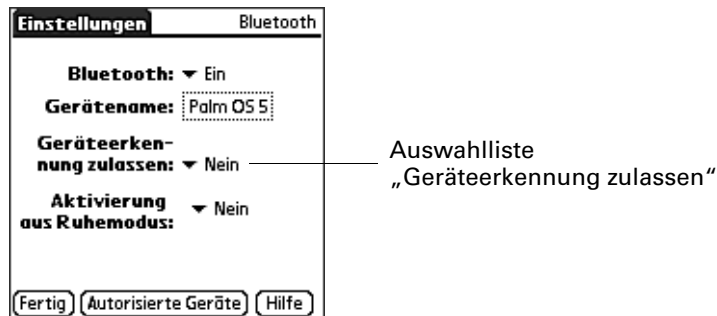 Einstellungen Bluetooth
Bluetooth: Ein
Gerätename: Palm OS 5
Geräteerken-
nung zulassen: Nein
Aktivierung
aus Ruhemodus: Nein
Fertig Autorisierte Geräte Hilfe
Auswahlliste
„Geräteerkennung zulassen“